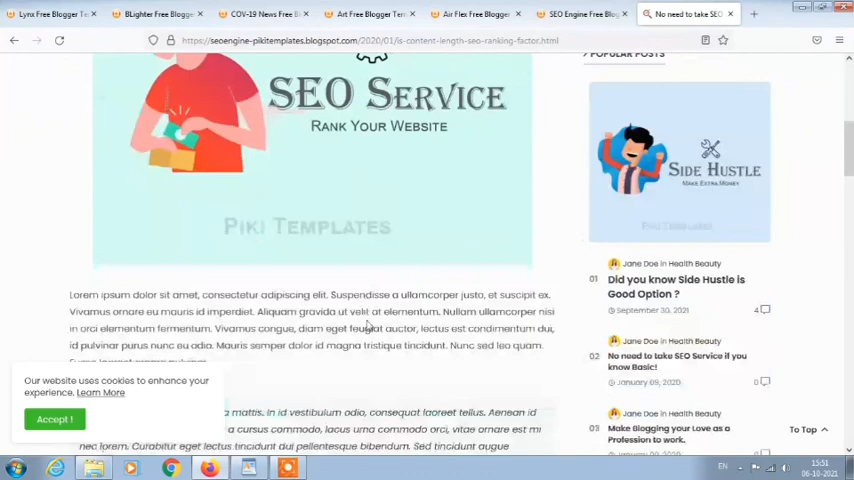 Lynx Free Blogger Te
BLighter Free Blogge
COV-19 News Free Bl
Art Free Blogger Tem
Air Flex Free Blogger
SEO Engine Free Blog
No need to take SEO
https://seoengine-pikitemplates.blogspot.com/2020/01/is-content-length-seo-ranking-factor.html
POPULAR POSTS
SEO SERVICE
RANK YOUR WEBSITE
PIKI TEMPLATES
SIDE HUSTLE
MAKE EXTRA MONEY
PIKI TEMPLATES
Jane Doe in Health Beauty
01 Did you know Side Hustle is
Good Option ?
September 30, 2021 4
Lorem ipsum dolor sit amet, consectetur adipiscing elit. Suspendisse a ullamcorper justo, et suscipit ex.
Vivamus ornare eu mauris id imperdiet. Aliquam gravida ut velit at elementum. Nullam ullamcorper nisi
in orci elementum fermentum. Vivamus congue, diam eget feugiat auctor, lectus est condimentum dui,
id pulvinar purus nunc eu odio. Mauris semper dolor id magna tristique tincidunt. Nunc sed leo quam.
Jane Doe in Health Beauty
02 No need to take SEO Service if you
know Basic!
January 09, 2020 0
Our website uses cookies to enhance your
experience. Learn More
Accept !
a mattis. In id vestibulum odio, consequat laoreet tellus. Aenean id
a cursus commodo, lacus urna commodo orci, vitae est mi
nec lorem. Curabitur eget lectus tincidunt dui pellentesque bibendum. Sed tincidunt augue
Jane Doe in Health Beauty
03 Make Blogging your Love as a
Profession to work.
To Top
EN
15:51
06-10-2021